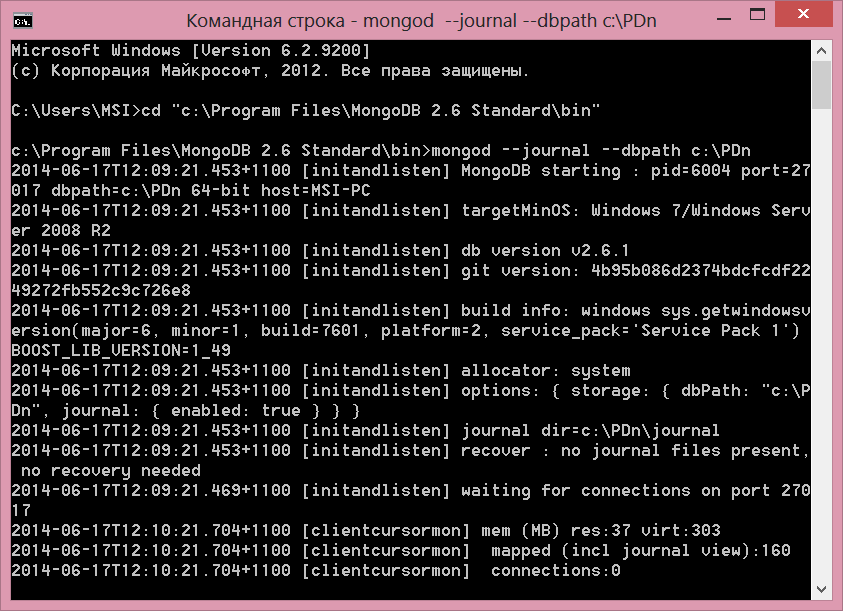 Командная строка - mongod  --journal --dbpath c:\PDn
Microsoft Windows [Version 6.2.9200]
(c) Корпорация Майкрософт, 2012. Все права защищены.
C:\Users\MSI>cd "c:\Program Files\MongoDB 2.6 Standard\bin"
c:\Program Files\MongoDB 2.6 Standard\bin>mongod --journal --dbpath c:\PDn
2014-06-17T12:09:21.453+1100 [initandlisten] MongoDB starting : pid=6004 port=27
017 dbpath=c:\PDn 64-bit host=MSI-PC
2014-06-17T12:09:21.453+1100 [initandlisten] targetMinOS: Windows 7/Windows Serv
er 2008 R2
2014-06-17T12:09:21.453+1100 [initandlisten] db version v2.6.1
2014-06-17T12:09:21.453+1100 [initandlisten] git version: 4b95b086d2374bdcfcdf22
49272fb552c9c726e8
2014-06-17T12:09:21.453+1100 [initandlisten] build info: windows sys.getwindowsv
ersion(major=6, minor=1, build=7601, platform=2, service_pack='Service Pack 1')
BOOST_LIB_VERSION=1_49
2014-06-17T12:09:21.453+1100 [initandlisten] allocator: system
2014-06-17T12:09:21.453+1100 [initandlisten] options: { storage: { dbPath: "c:\P
Dn", journal: { enabled: true } } }
2014-06-17T12:09:21.453+1100 [initandlisten] journal dir=c:\PDn\journal
2014-06-17T12:09:21.453+1100 [initandlisten] recover : no journal files present,
 no recovery needed
2014-06-17T12:09:21.469+1100 [initandlisten] waiting for connections on port 270
17
2014-06-17T12:10:21.704+1100 [clientcursormon] mem (MB) res:37 virt:303
2014-06-17T12:10:21.704+1100 [clientcursormon]  mapped (incl journal view):160
2014-06-17T12:10:21.704+1100 [clientcursormon]  connections:0